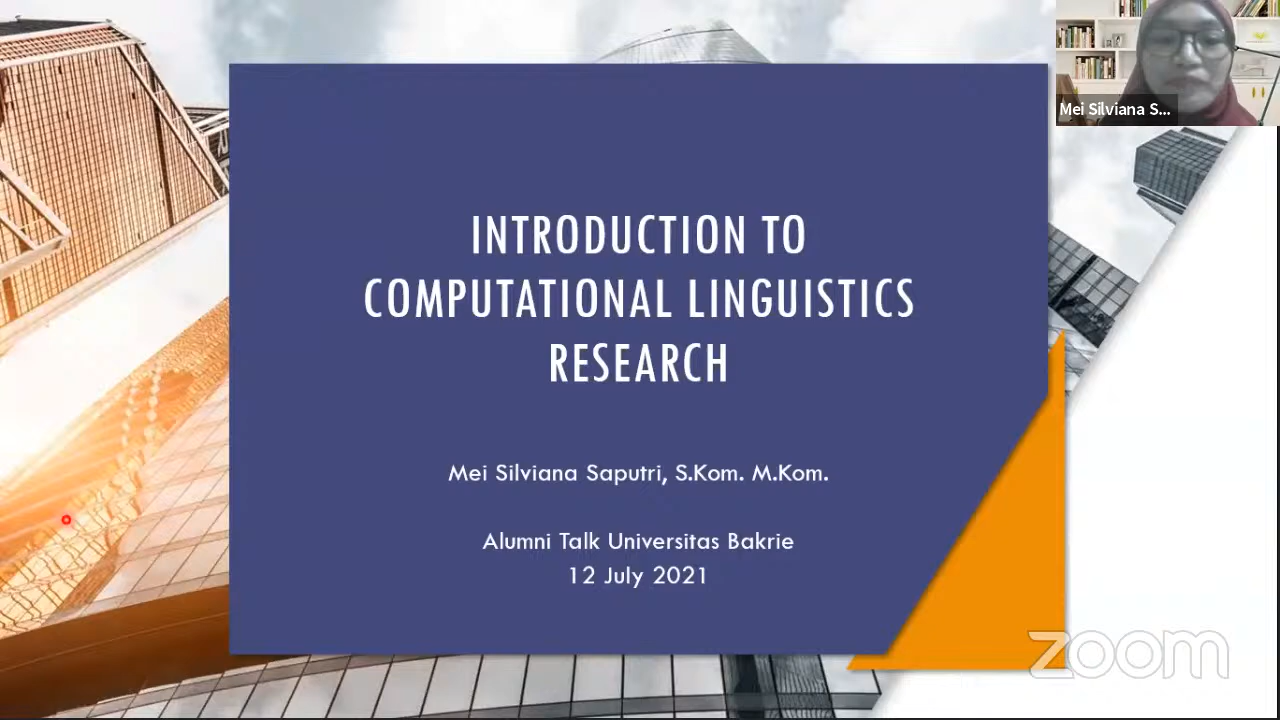 Mei Silviana S...
INTRODUCTION TO
COMPUTATIONAL LINGUISTICS
RESEARCH
Mei Silviana Saputri, S.Kom. M.Kom.
Alumni Talk Universitas Bakrie
12 July 2021
zoom